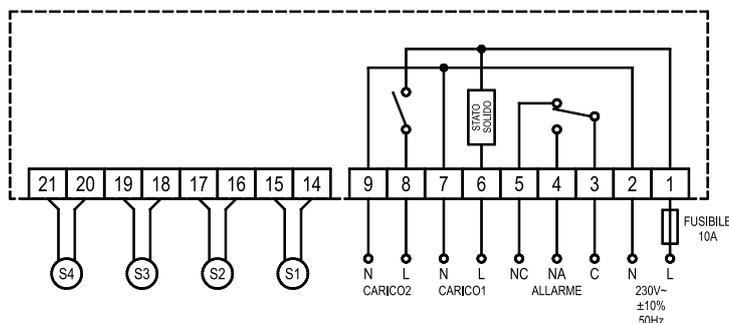 STATO
SOLIDO
21 20 19 18 17 16 15 14 9 8 7 6 5 4 3 2 1
FUSIBILE
10A
S4 S3 S2 S1 N L N L NC NA C N L
CARICO2 CARICO1 ALLARME 230V~
±10%
50Hz